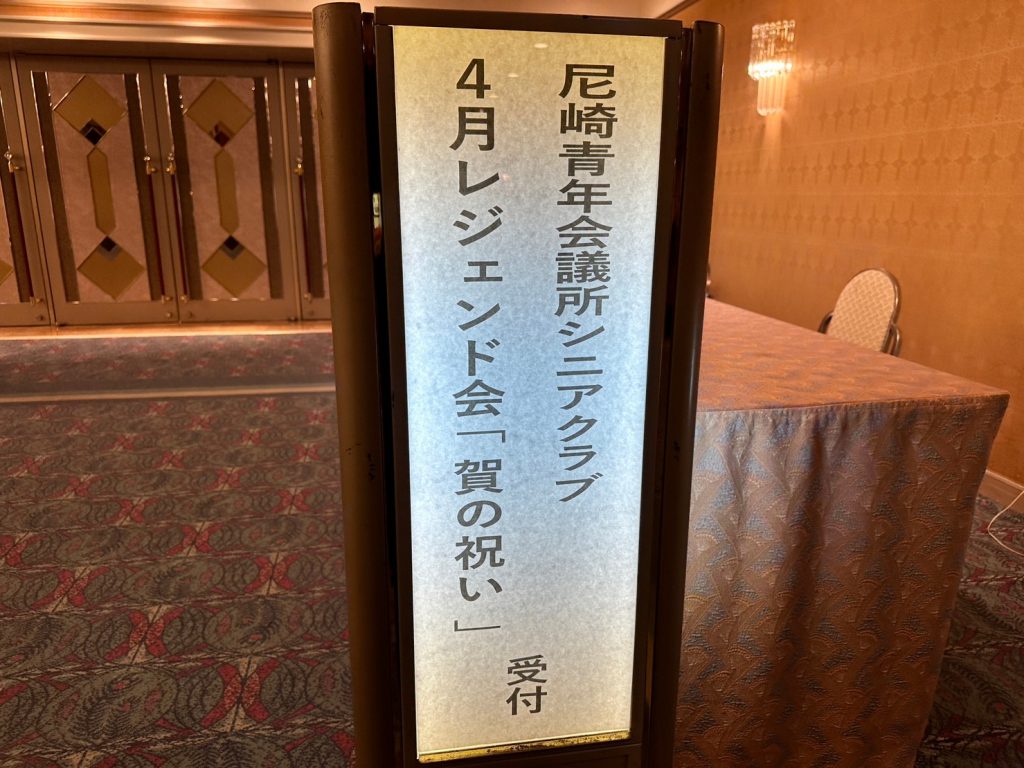 尼崎青年会議所シニアクラブ
4月レジェンド会「賀の祝い」
受付